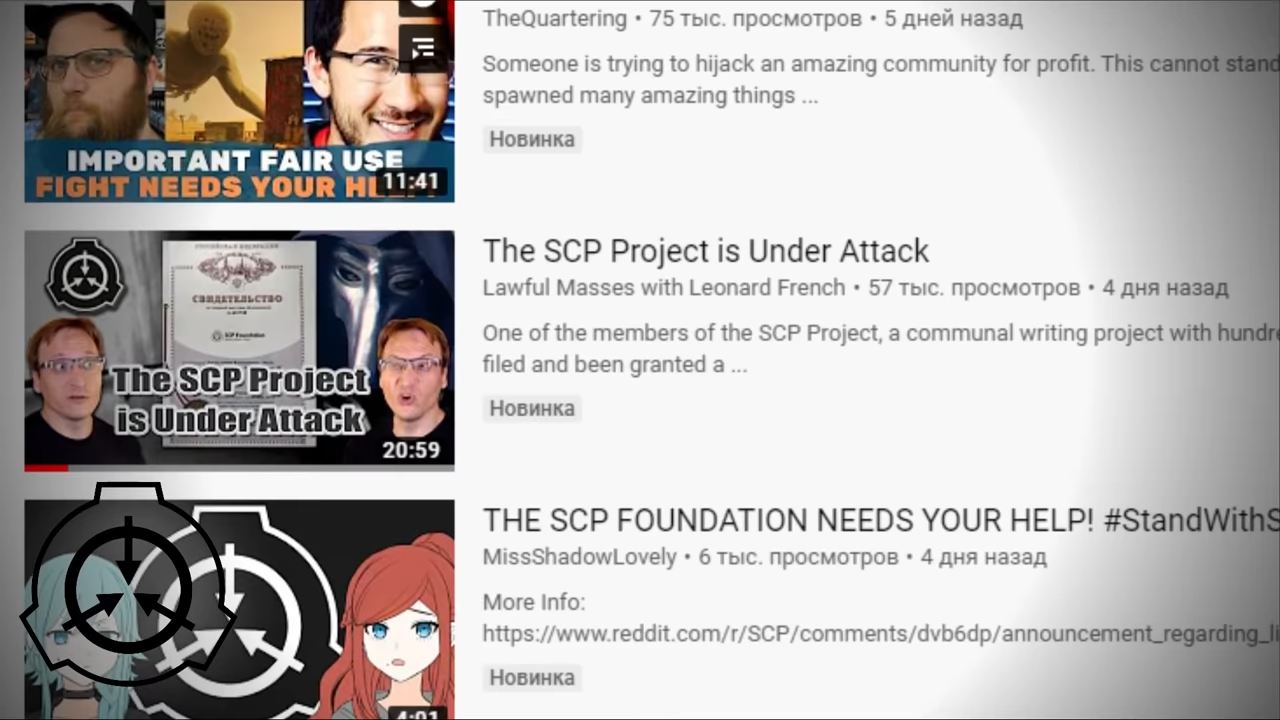 TheQuartering • 75 тыс. просмотров • 5 дней назад
Someone is trying to hijack an amazing community for profit. This cannot stand
spawned many amazing things ...
Новинка
IMPORTANT FAIR USE
FIGHT NEEDS YOUR
11:41
The SCP Project is Under Attack
Lawful Masses with Leonard French • 57 тыс. просмотров • 4 дня назад
One of the members of the SCP Project, a communal writing project with
filed and been granted a ...
Новинка
СВИДЕТЕЛЬСТВО
SCP Foundation
The SCP Project
is Under Attack
20:59
THE SCP FOUNDATION NEEDS YOUR HELP! #StandWithS
MissShadowLovely • 6 тыс. просмотров • 4 дня назад
More Info:
https://www.reddit.com/r/SCP/comments/dvb6dp/announcement_regarding_li
Новинка
4:01